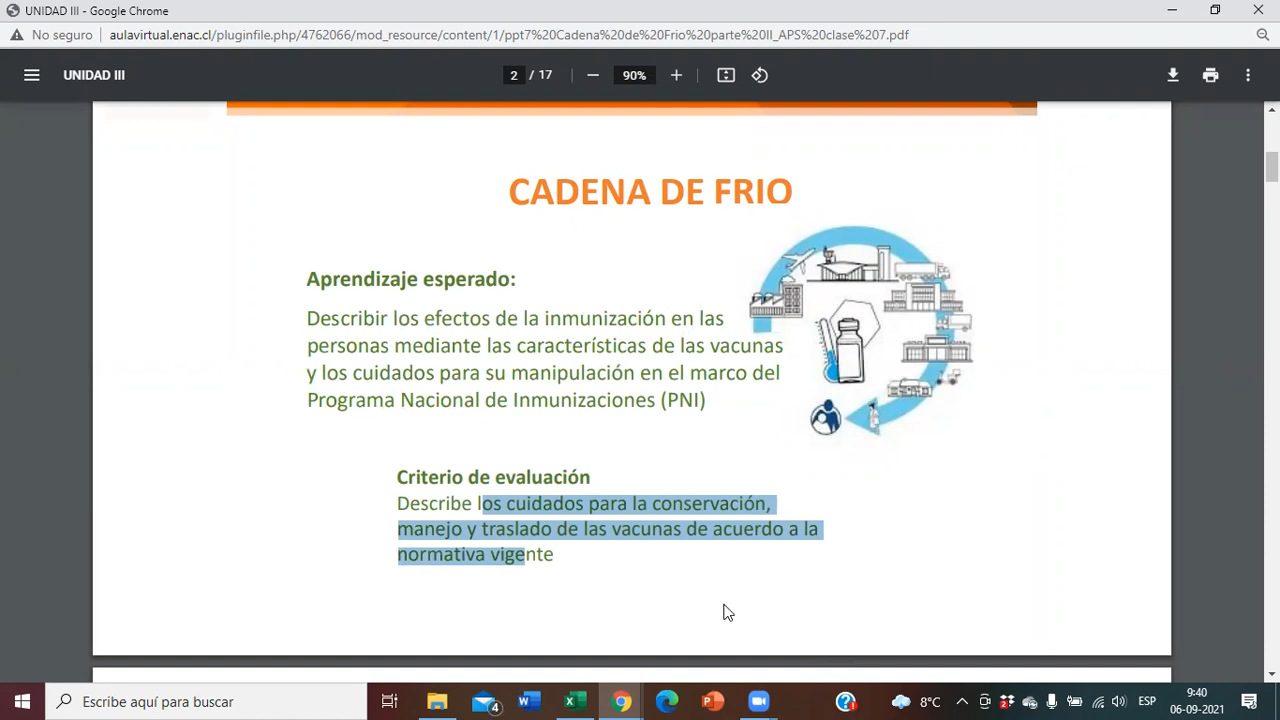 UNIDAD III - Google Chrome
No seguro aulavirtual.enac.cl/pluginfile.php/4762066/mod_resource/content/1/ppt7%20Cadena%20de%20Frio%20parte%20II_APS%20clase%207.pdf
UNIDAD III
2 / 17
90%
CADENA DE FRIO
Aprendizaje esperado:
Describir los efectos de la inmunización en las
personas mediante las características de las vacunas
y los cuidados para su manipulación en el marco del
Programa Nacional de Inmunizaciones (PNI)
Criterio de evaluación
Describe los cuidados para la conservación,
manejo y traslado de las vacunas de acuerdo a la
normativa vigente
Escribe aquí para buscar
4
2
8°C
ESP
9:40
06-09-2021